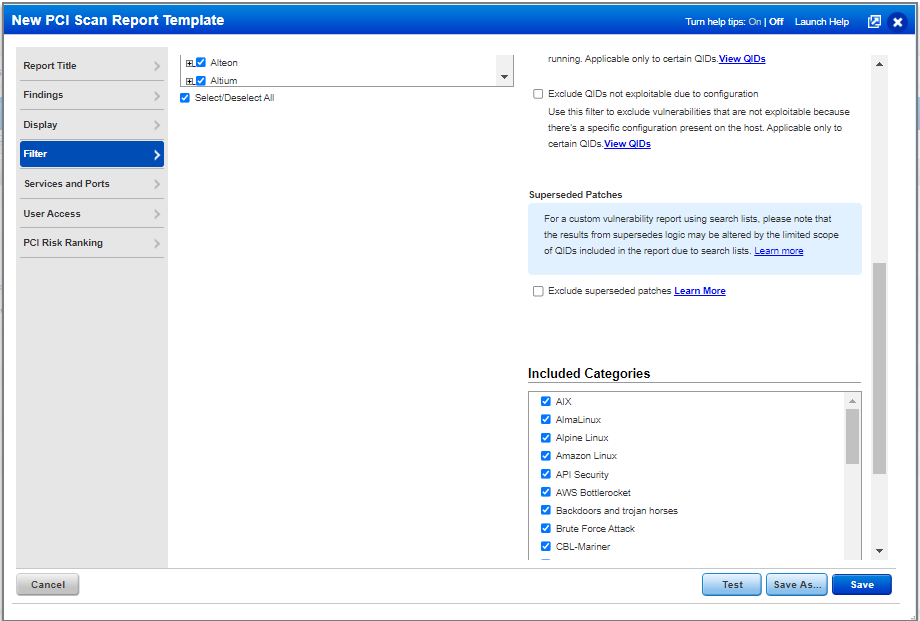 New PCI Scan Report Template
Turn help tips: On | Off Launch Help
Report Title
Findings
Display
Filter
Services and Ports
User Access
PCI Risk Ranking
Alteon
Altium
Select/Deselect All
running. Applicable only to certain QIDs.View QIDs
Exclude QIDs not exploitable due to configuration
Use this filter to exclude vulnerabilities that are not exploitable because
there's a specific configuration present on the host. Applicable only to
certain QIDs.View QIDs
Superseded Patches
For a custom vulnerability report using search lists, please note that
the results from supersedes logic may be altered by the limited scope
of QIDs included in the report due to search lists. Learn more
Exclude superseded patches Learn More
Included Categories
AIX
AlmaLinux
Alpine Linux
Amazon Linux
API Security
AWS Bottlerocket
Backdoors and trojan horses
Brute Force Attack
CBL-Mariner
Cancel
Test
Save As...
Save